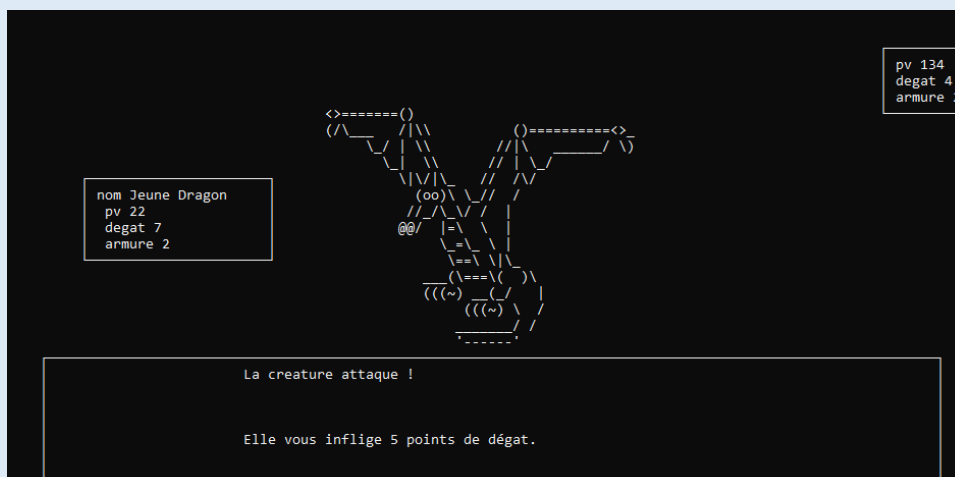 pv 134
degat 4
armure
nom Jeune Dragon
pv 22
degat 7
armure 2
La creature attaque !
Elle vous inflige 5 points de dégat.